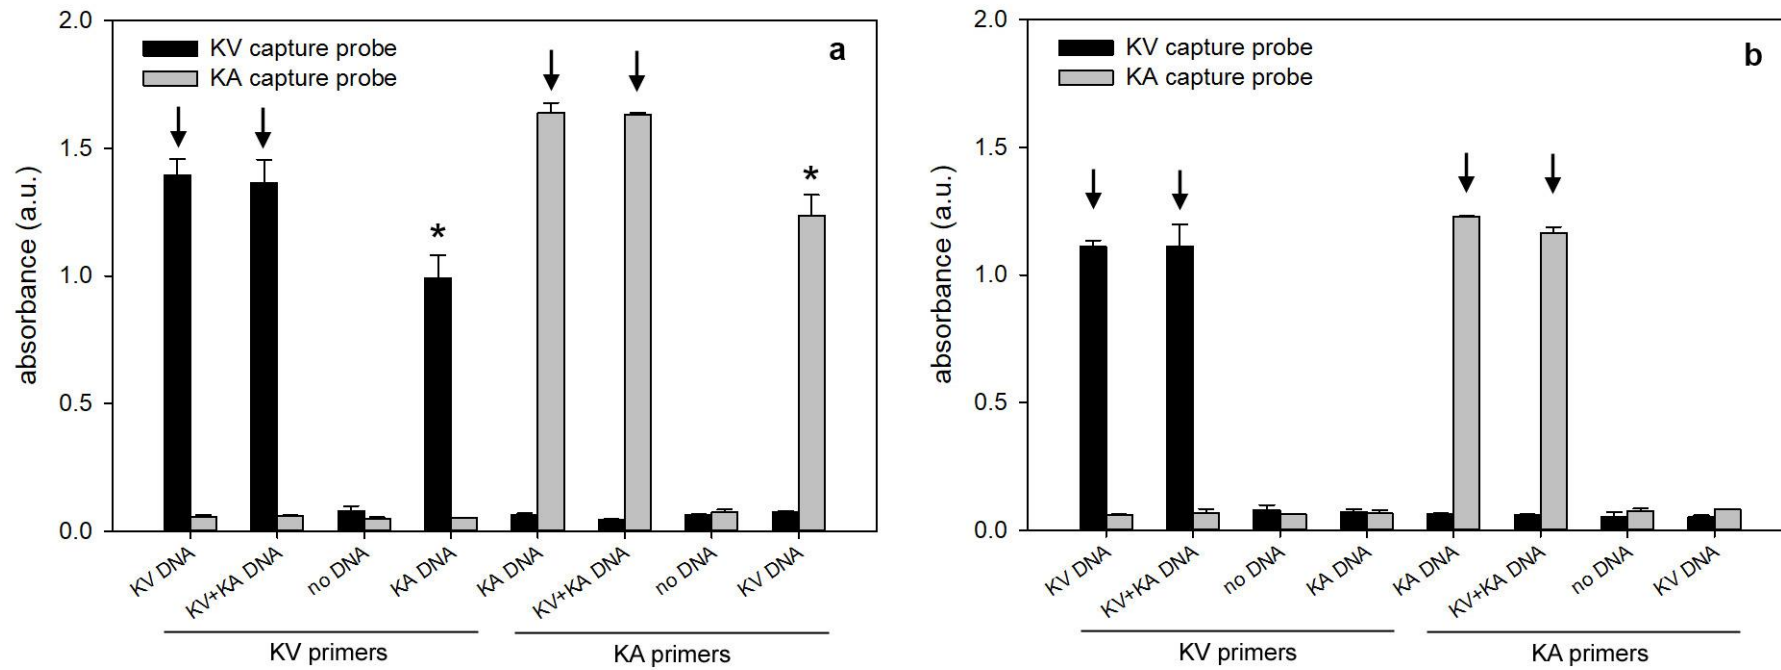 a
KV capture probe
KA capture probe
absorbance (a.u.)
2.0
1.5
1.0
0.5
0.0
*
*
KV DNA
KV+KA DNA
no DNA
KA DNA
KA DNA
KV+KA DNA
no DNA
KV DNA
KV primers
KA primers
b
KV capture probe
KA capture probe
absorbance (a.u.)
2.0
1.5
1.0
0.5
0.0
KV DNA
KV+KA DNA
no DNA
KA DNA
KA DNA
KV+KA DNA
no DNA
KV DNA
KV primers
KA primers